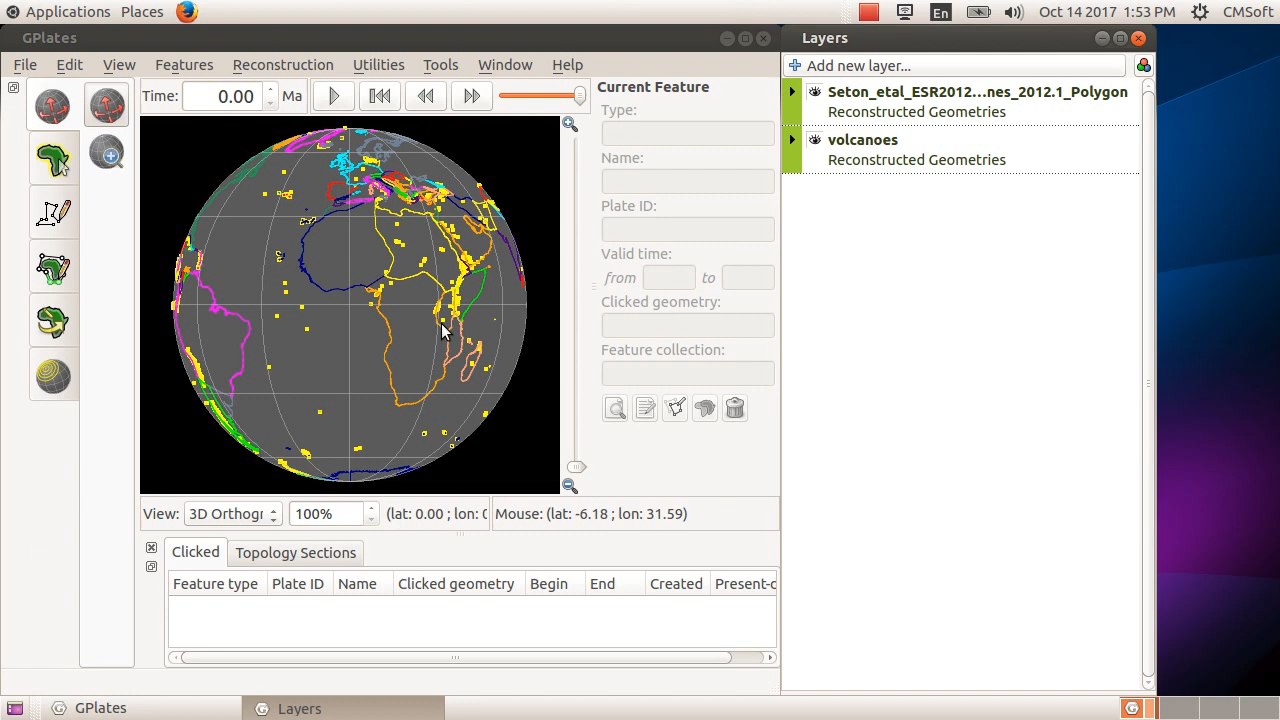 Applications Places En Oct 14 2017 1:53 PM CMSoft
GPlates
File Edit View Features Reconstruction Utilities Tools Window Help
Time: 0.00 Ma
Current Feature
Type:
Name:
Plate ID:
Valid time:
from to
Clicked geometry:
Feature collection:
View: 3D Orthogr 100% (lat: 0.00 ; lon: 0 Mouse: (lat: -6.18 ; lon: 31.59)
Clicked Topology Sections
Feature type Plate ID Name Clicked geometry Begin End Created Present-c
Layers
Add new layer...
Seton_etal_ESR2012...nes_2012.1_Polygon
Reconstructed Geometries
volcanoes
Reconstructed Geometries
GPlates Layers